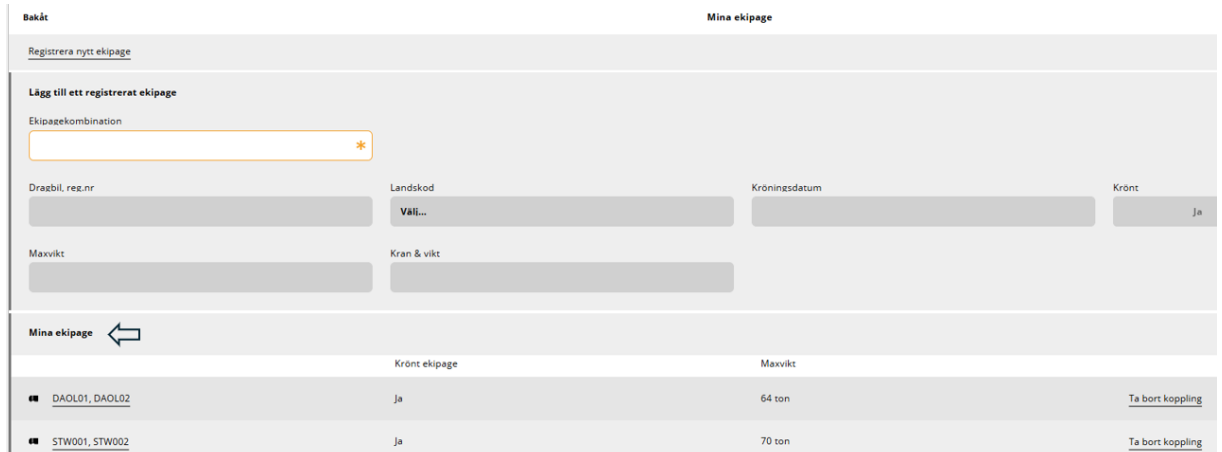 Bakåt Mina ekipage
Registrera nytt ekipage
Lägg till ett registrerat ekipage
Ekipagekombination
*
Dragbil, reg.nr Landskod Kröningsdatum Krönt
Välj... Ja
Maxvikt Kran & vikt
Mina ekipage
Krönt ekipage Maxvikt
DAOL01, DAOL02 Ja 64 ton Ta bort koppling
STW001, STW002 Ja 70 ton Ta bort koppling